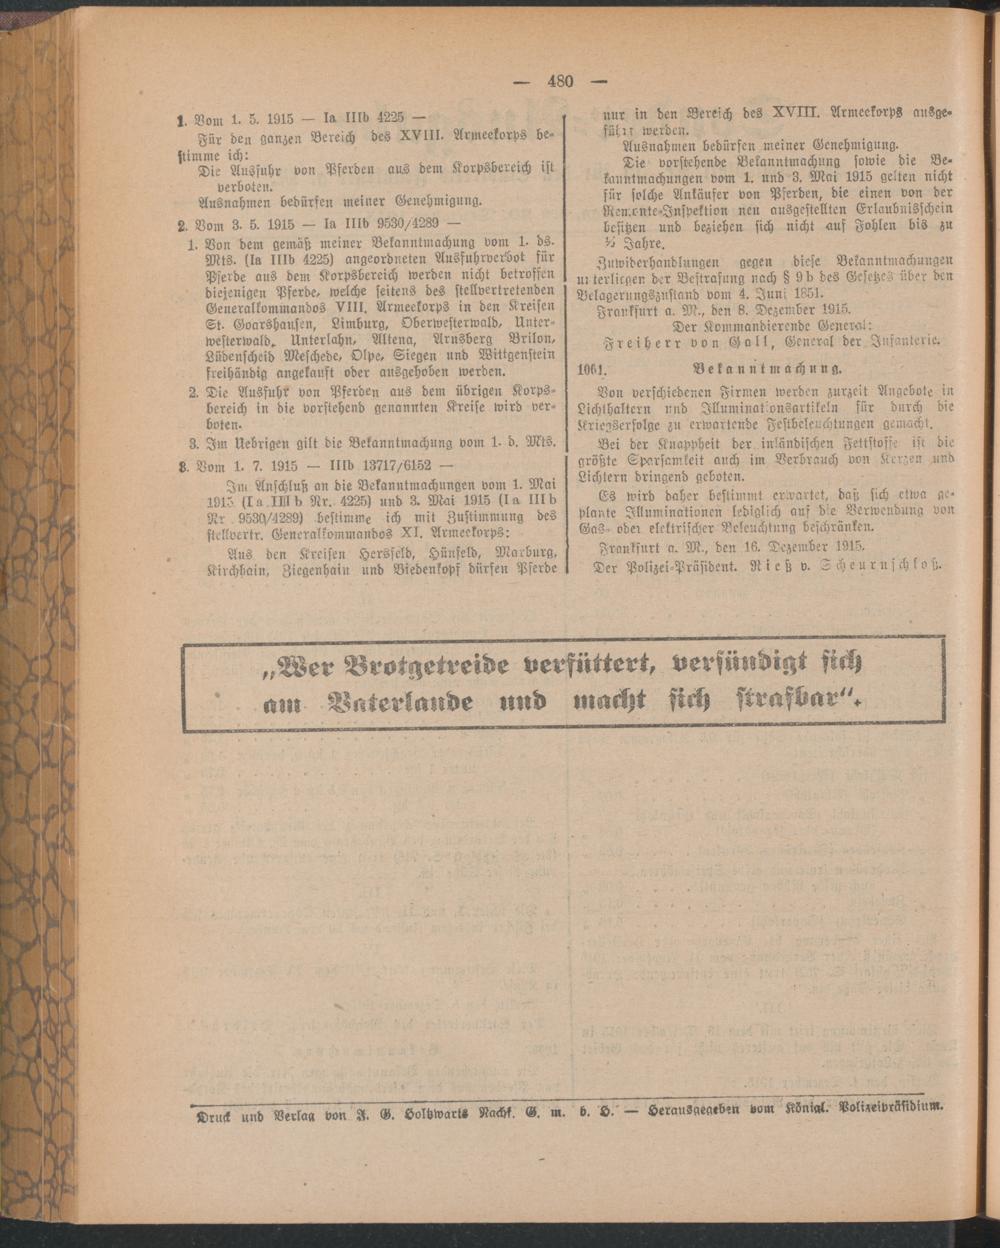 — 480 —
1. Vom 1. 5. 1915 — Ia IIIb 4225 —
Für den ganzen Bereich des XVIII. Armeekorps be-
stimme ich:
Die Ausfuhr von Pferden aus dem Korpsbereich ist
verboten.
Ausnahmen bedürfen meiner Genehmigung.
2. Vom 3. 5. 1915 — Ia IIIb 9530/4289 —
1. Von dem gemäß meiner Bekanntmachung vom 1. ds.
Mts. (Ia IIIb 4225) angeordneten Ausfuhrverbot für
Pferde aus dem Korpsbereich werden nicht betroffen
diejenigen Pferde, welche seitens des stellvertretenden
Generalkommandos VIII. Armeekorps in den Kreisen
St. Goarshausen, Limburg, Oberwesterwald, Unter-
westerwald, Unterlahn, Altena, Arnsberg Brilon,
Lüdenscheid Meschede, Olpe, Siegen und Wittgenstein
freihändig angekauft oder ausgehoben werden.
2. Die Ausfuhr von Pferden aus dem übrigen Korps-
bereich in die vorstehend genannten Kreise wird ver-
boten.
3. Im Uebrigen gilt die Bekanntmachung vom 1. d. Mts.
3. Vom 1. 7. 1915 — IIIb 13717/6152 —
Im Anschluß an die Bekanntmachungen vom 1. Mai
1915 (Ia IIIb Nr. 4225) und 3. Mai 1915 (Ia IIIb
Nr. 9530/4289) bestimme ich mit Zustimmung des
stellvertr. Generalkommandos XI. Armeekorps:
Aus den Kreisen Hersfeld, Hünfeld, Marburg,
Kirchhain, Ziegenhain und Biedenkopf dürfen Pferde
nur in den Bereich des XVIII. Armeekorps ausge-
führt werden.
Ausnahmen bedürfen meiner Genehmigung.
Die vorstehende Bekanntmachung sowie die Be-
kanntmachungen vom 1. und 3. Mai 1915 gelten nicht
für solche Ankäufer von Pferden, die einen von der
Remonte-Inspektion neu ausgestellten Erlaubnisschein
besitzen und beziehen sich nicht auf Fohlen bis zu
½ Jahre.
Zuwiderhandlungen gegen diese Bekanntmachungen
unterliegen der Bestrafung nach § 9 b des Gesetzes über den
Belagerungszustand vom 4. Juni 1851.
Frankfurt a. M., den 8. Dezember 1915.
Der Kommandierende General:
Freiherr von Gall, General der Infanterie.
1061. Bekanntmachung.
Von verschiedenen Firmen werden zurzeit Angebote in
Lichthaltern und Illuminationsartikeln für durch die
Kriegserfolge zu erwartende Festbeleuchtungen gemacht.
Bei der Knappheit der inländischen Fettstoffe ist die
größte Sparsamkeit auch im Verbrauch von Kerzen und
Lichtern dringend geboten.
Es wird daher bestimmt erwartet, daß sich etwa ge-
plante Illuminationen lediglich auf die Verwendung von
Gas- oder elektrischer Beleuchtung beschränken.
Frankfurt a. M., den 16. Dezember 1915.
Der Polizei-Präsident. Rieß v. Scheurnschloß.
„Wer Brotgetreide verfüttert, versündigt sich
am Vaterlande und macht sich strafbar“.
Druck und Verlag von A. G. Holtzwarts Nachf. G. m. b. H. — Herausgegeben vom Königl. Polizeipräsidium.